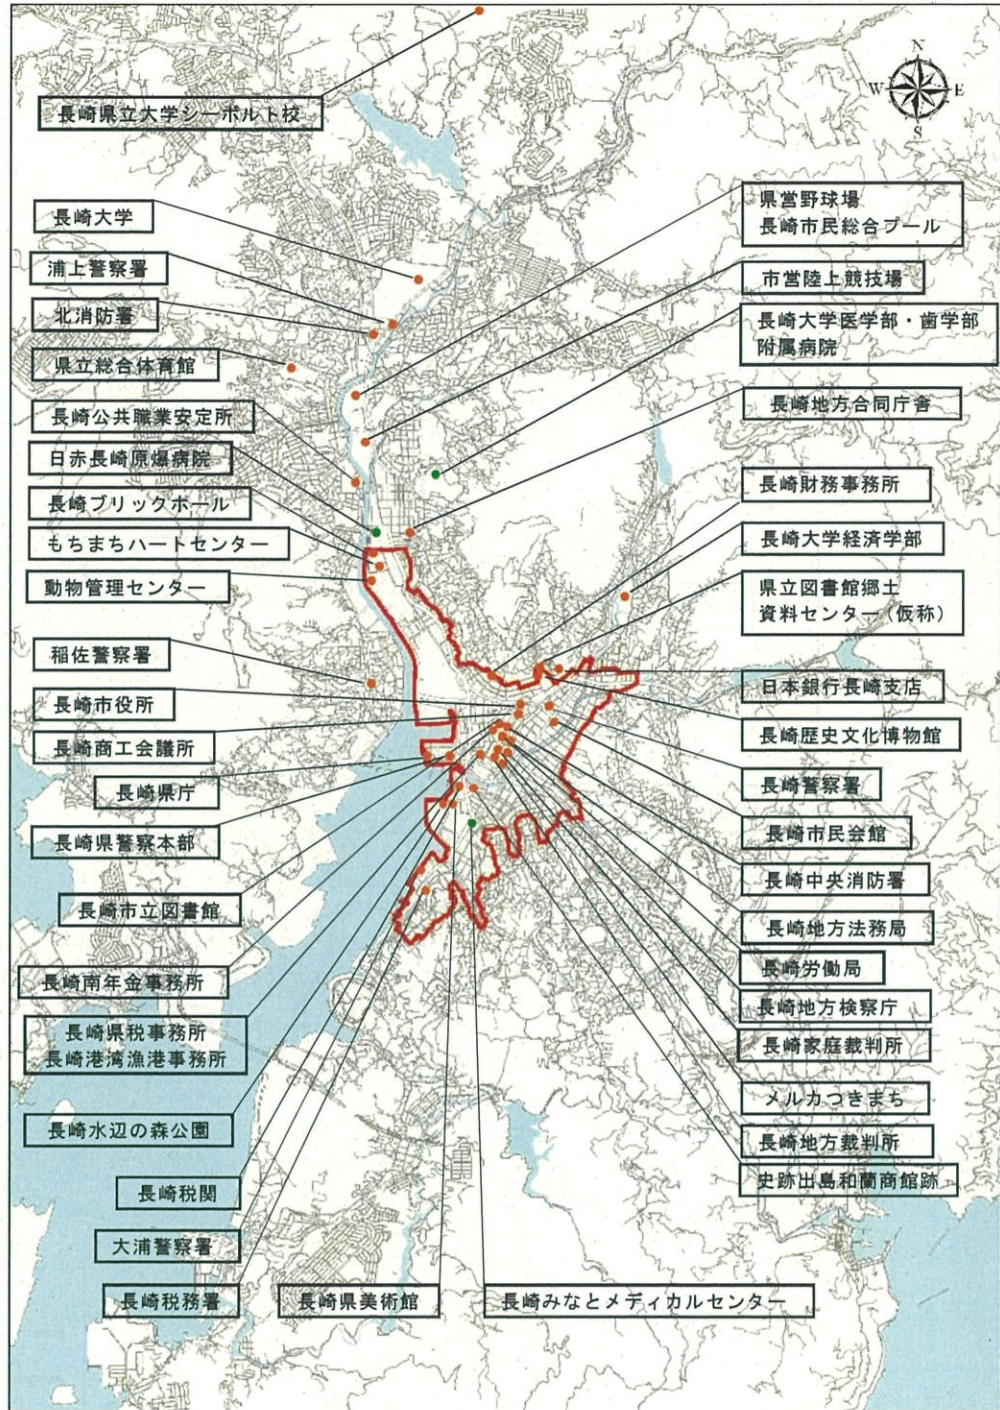 N
W
E
S
長崎県立大学シーボルト校
長崎大学
浦上警察署
北消防署
県立総合体育館
長崎公共職業安定所
日赤長崎原爆病院
長崎ブリックホール
もりまちハートセンター
動物管理センター
稲佐警察署
長崎市役所
長崎商工会議所
長崎県庁
長崎県警察本部
長崎市立図書館
長崎南年金事務所
長崎県税事務所
長崎港湾漁港事務所
長崎水辺の森公園
長崎税関
大浦警察署
長崎税務署
長崎県美術館
長崎みなとメディカルセンター
県営野球場
長崎市民総合プール
市営陸上競技場
長崎大学医学部・歯学部
附属病院
長崎地方合同庁舎
長崎財務事務所
長崎大学経済学部
県立図書館郷土
資料センター(仮称)
日本銀行長崎支店
長崎歴史文化博物館
長崎警察署
長崎市民会館
長崎中央消防署
長崎地方法務局
長崎労働局
長崎地方検察庁
長崎家庭裁判所
メルカつきまち
長崎地方裁判所
史跡出島和蘭商館跡